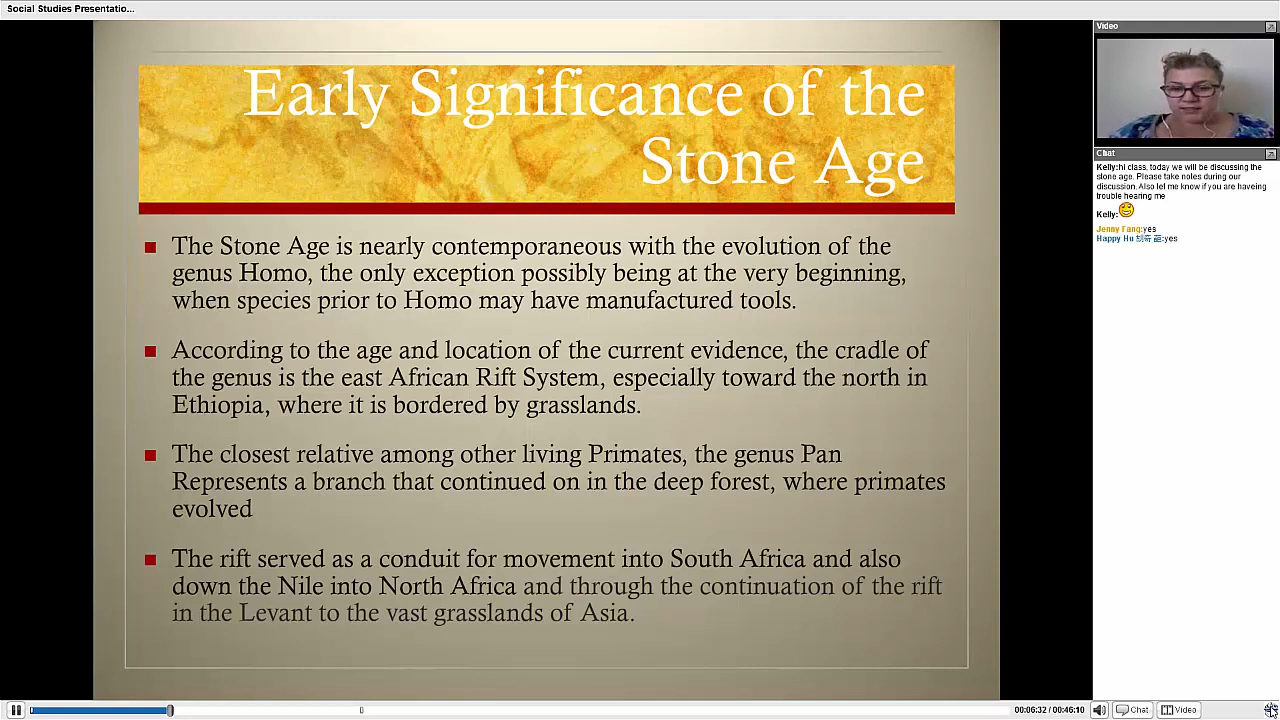 Social Studies Presentatio...
Early Significance of the
Stone Age
The Stone Age is nearly contemporaneous with the evolution of the
genus Homo, the only exception possibly being at the very beginning,
when species prior to Homo may have manufactured tools.
According to the age and location of the current evidence, the cradle of
the genus is the east African Rift System, especially toward the north in
Ethiopia, where it is bordered by grasslands.
The closest relative among other living Primates, the genus Pan
Represents a branch that continued on in the deep forest, where primates
evolved
The rift served as a conduit for movement into South Africa and also
down the Nile into North Africa and through the continuation of the rift
in the Levant to the vast grasslands of Asia.
Video
Chat
Kelly:hi class, today we will be discussing the
stone age. Please take notes during our
discussion. Also let me know if you are haveing
trouble hearing me
Kelly:
Jenny Fang:yes
Happy Hu:yes
00:06:32 / 00:46:10
Chat
Video